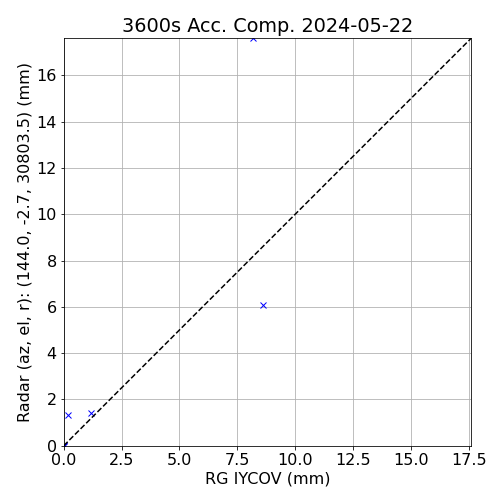 3600s Acc. Comp. 2024-05-22
Radar (az, el, r): (144.0, -2.7, 30803.5) (mm)
16
14
12
10
8
6
4
2
0
0.0 2.5 5.0 7.5 10.0 12.5 15.0 17.5
RG IYCOV (mm)